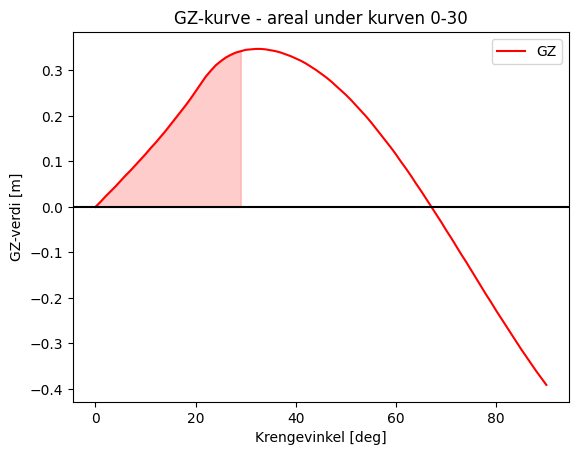 GZ-kurve - areal under kurven 0-30
GZ
GZ-verdi [m]
0.3
0.2
0.1
0.0
−0.1
−0.2
−0.3
−0.4
0 20 40 60 80
Krengevinkel [deg]